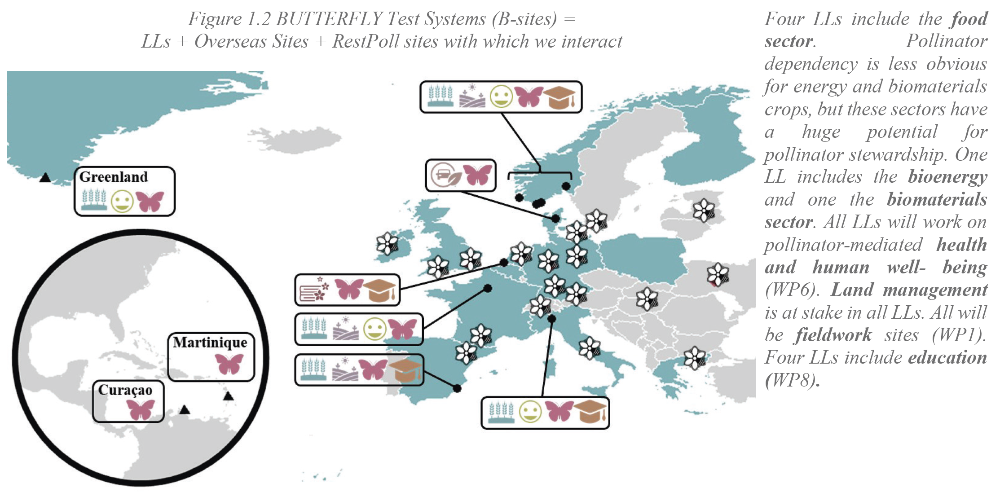 Figure 1.2 BUTTERFLY Test Systems (B-sites) =
LLs + Overseas Sites + RestPoll sites with which we interact
Greenland
Martinique
Curaçao
Four LLs include the food
sector. Pollinator
dependency is less obvious
for energy and biomaterials
crops, but these sectors have
a huge potential for
pollinator stewardship. One
LL includes the bioenergy
and one the biomaterials
sector. All LLs will work on
pollinator-mediated health
and human well- being
(WP6). Land management
is at stake in all LLs. All will
be fieldwork sites (WP1).
Four LLs include education
(WP8).